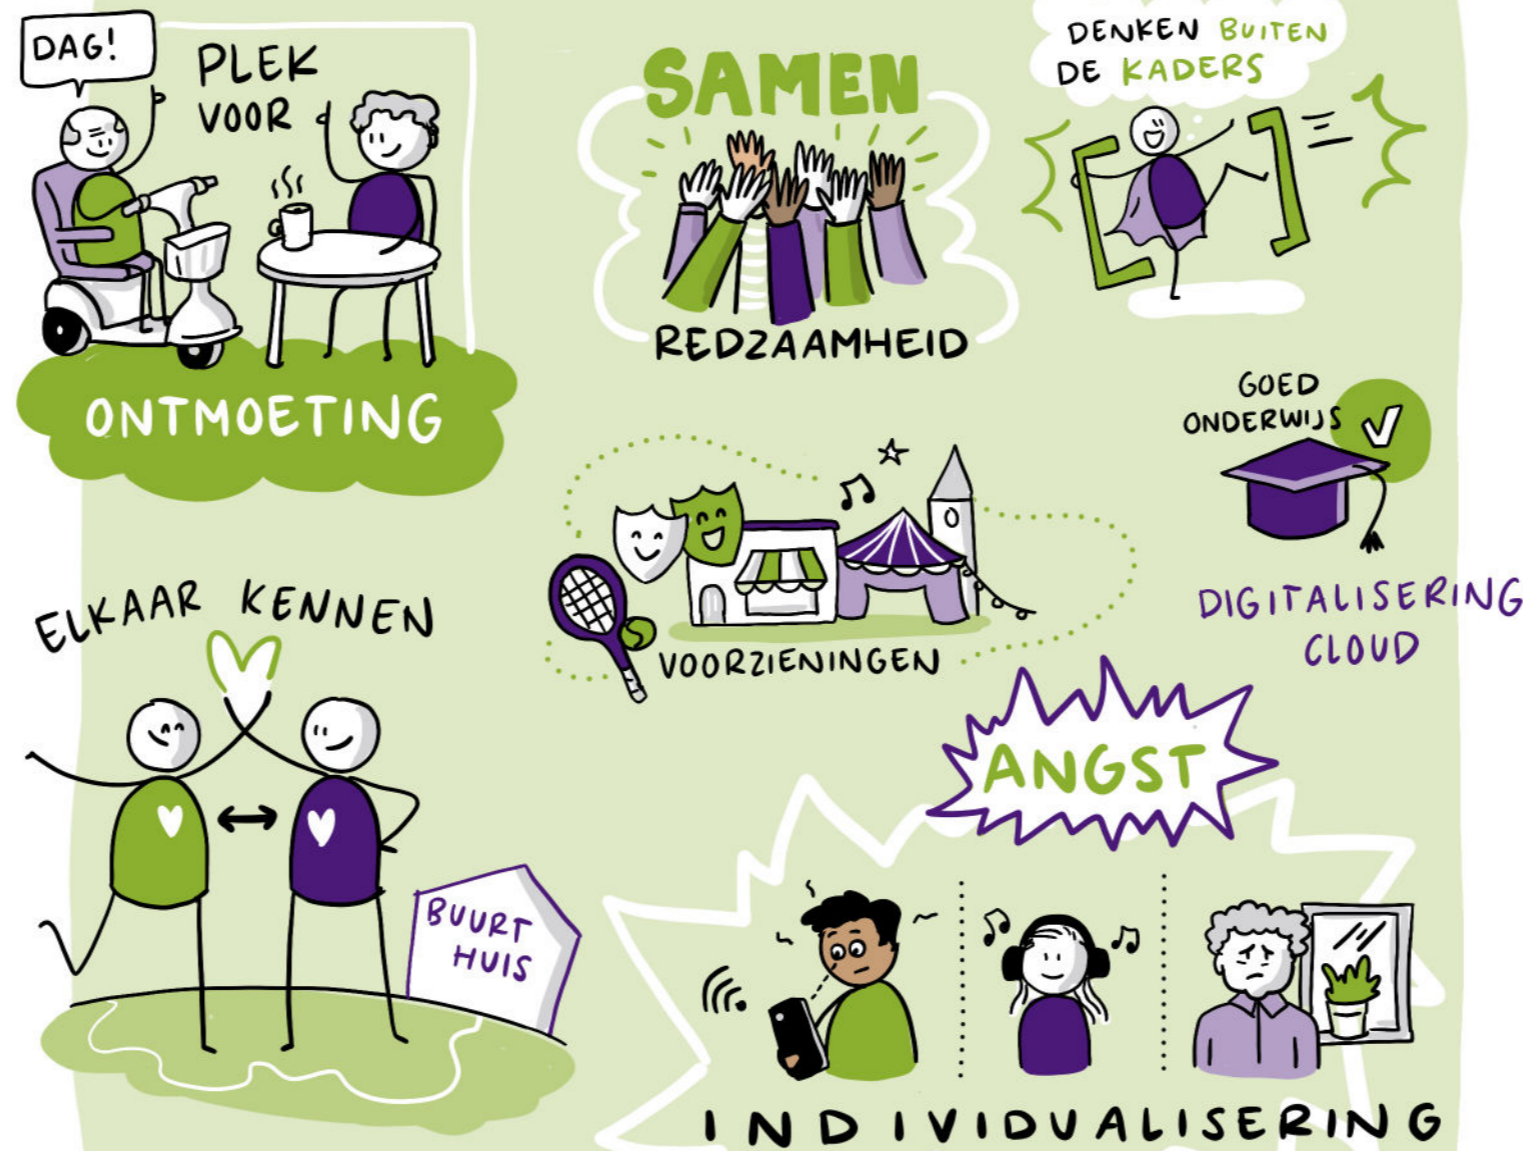 DAG!
PLEK
VOOR
ONTMOETING
SAMEN
REDZAAMHEID
DENKEN BUITEN
DE KADERS
GOED
ONDERWIJS
DIGITALISERING
CLOUD
VOORZIENINGEN
ELKAAR KENNEN
BUURT
HUIS
ANGST
INDIVIDUALISERING